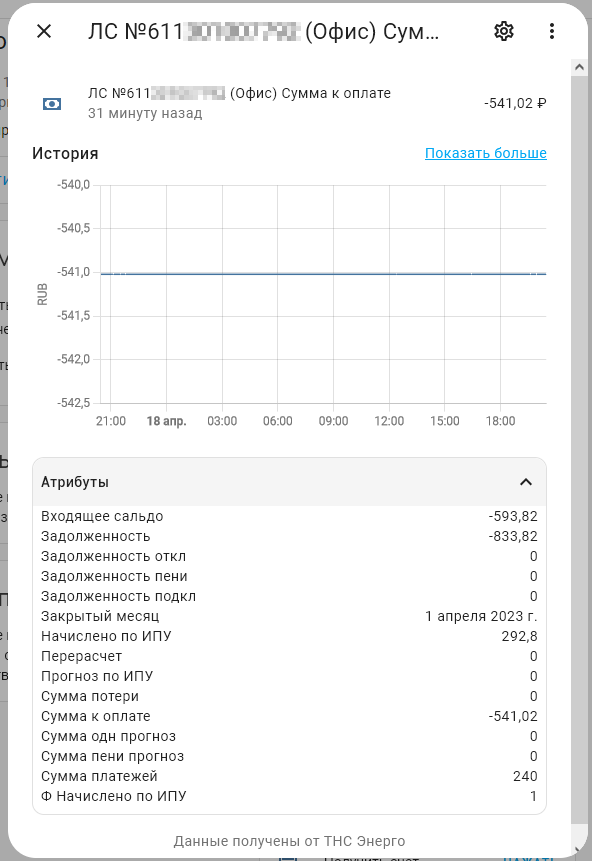 ЛС №611 (Офис) Сум...
ЛС №611 (Офис) Сумма к оплате
31 минуту назад
-541,02 ₽
История
Показать больше
-540,0
-540,5
-541,0
-541,5
-542,0
-542,5
RUB
21:00 18 апр. 03:00 06:00 09:00 12:00 15:00 18:00
Атрибуты
Входящее сальдо -593,82
Задолженность -833,82
Задолженность откл 0
Задолженность пени 0
Задолженность подкл 0
Закрытый месяц 1 апреля 2023 г.
Начислено по ИПУ 292,8
Перерасчет 0
Прогноз по ИПУ 0
Сумма потери 0
Сумма к оплате -541,02
Сумма одн прогноз 0
Сумма пени прогноз 0
Сумма платежей 240
Ф Начислено по ИПУ 1
Данные получены от ТНС Энерго